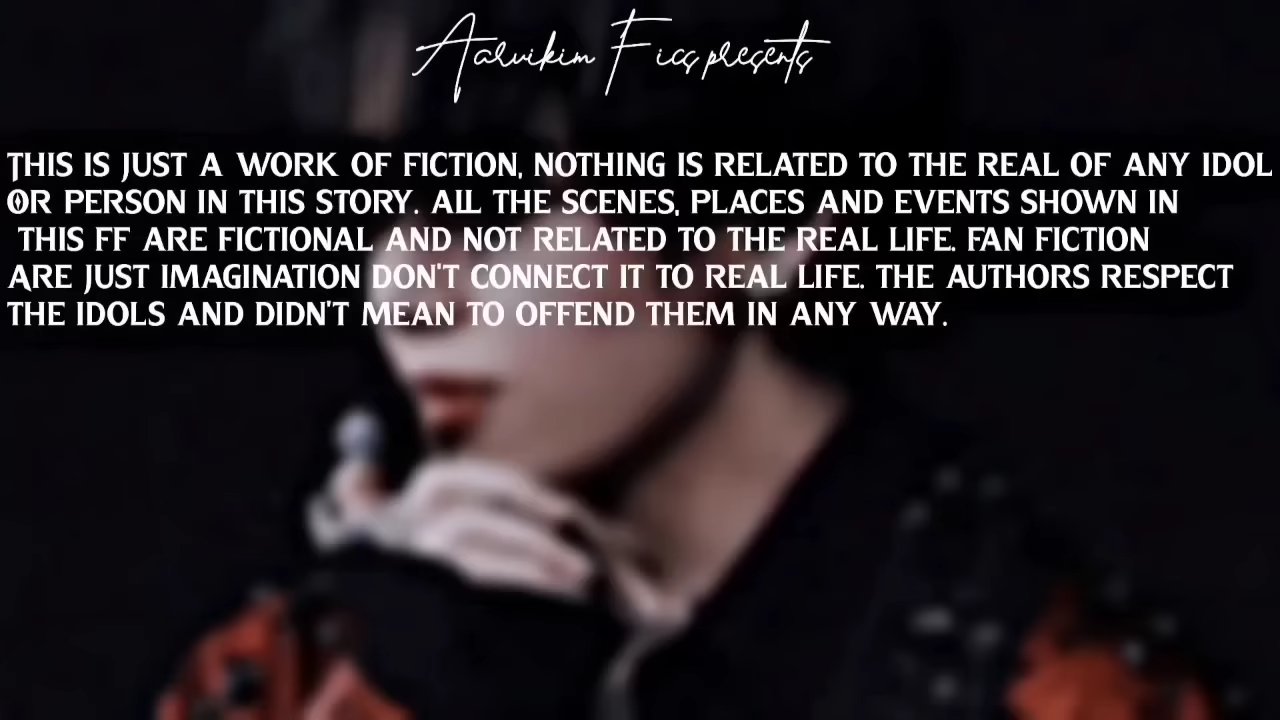 Aarvikim Fics presents
THIS IS JUST A WORK OF FICTION, NOTHING IS RELATED TO THE REAL OF ANY IDOL
OR PERSON IN THIS STORY. ALL THE SCENES, PLACES AND EVENTS SHOWN IN
THIS FF ARE FICTIONAL AND NOT RELATED TO THE REAL LIFE. FAN FICTION
ARE JUST IMAGINATION DON'T CONNECT IT TO REAL LIFE. THE AUTHORS RESPECT
THE IDOLS AND DIDN'T MEAN TO OFFEND THEM IN ANY WAY.